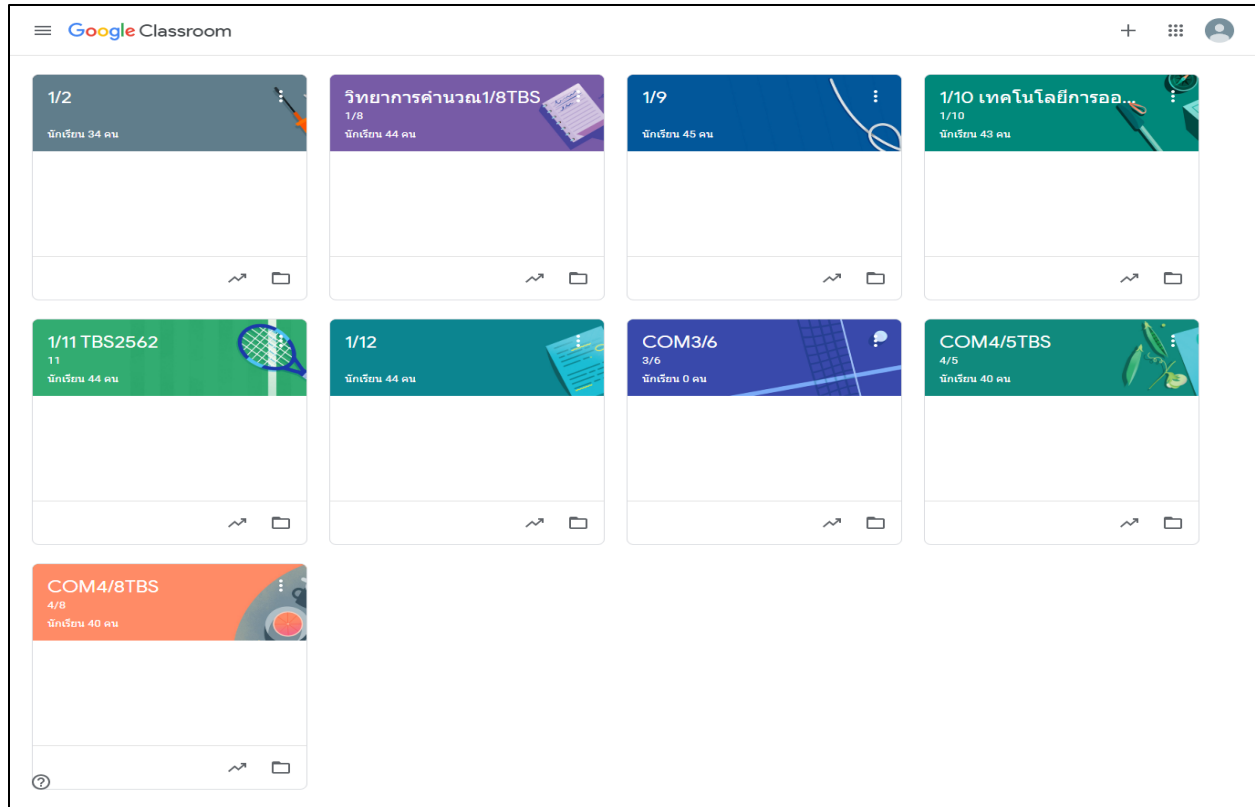 Google Classroom
1/2
นักเรียน 34 คน
วิทยาการคำนวณ1/8TBS
1/8
นักเรียน 44 คน
1/9
นักเรียน 45 คน
1/10 เทคโนโลยีการออ...
1/10
นักเรียน 43 คน
1/11 TBS2562
11
นักเรียน 44 คน
1/12
นักเรียน 44 คน
COM3/6
3/6
นักเรียน 0 คน
COM4/5TBS
4/5
นักเรียน 40 คน
COM4/8TBS
4/8
นักเรียน 40 คน